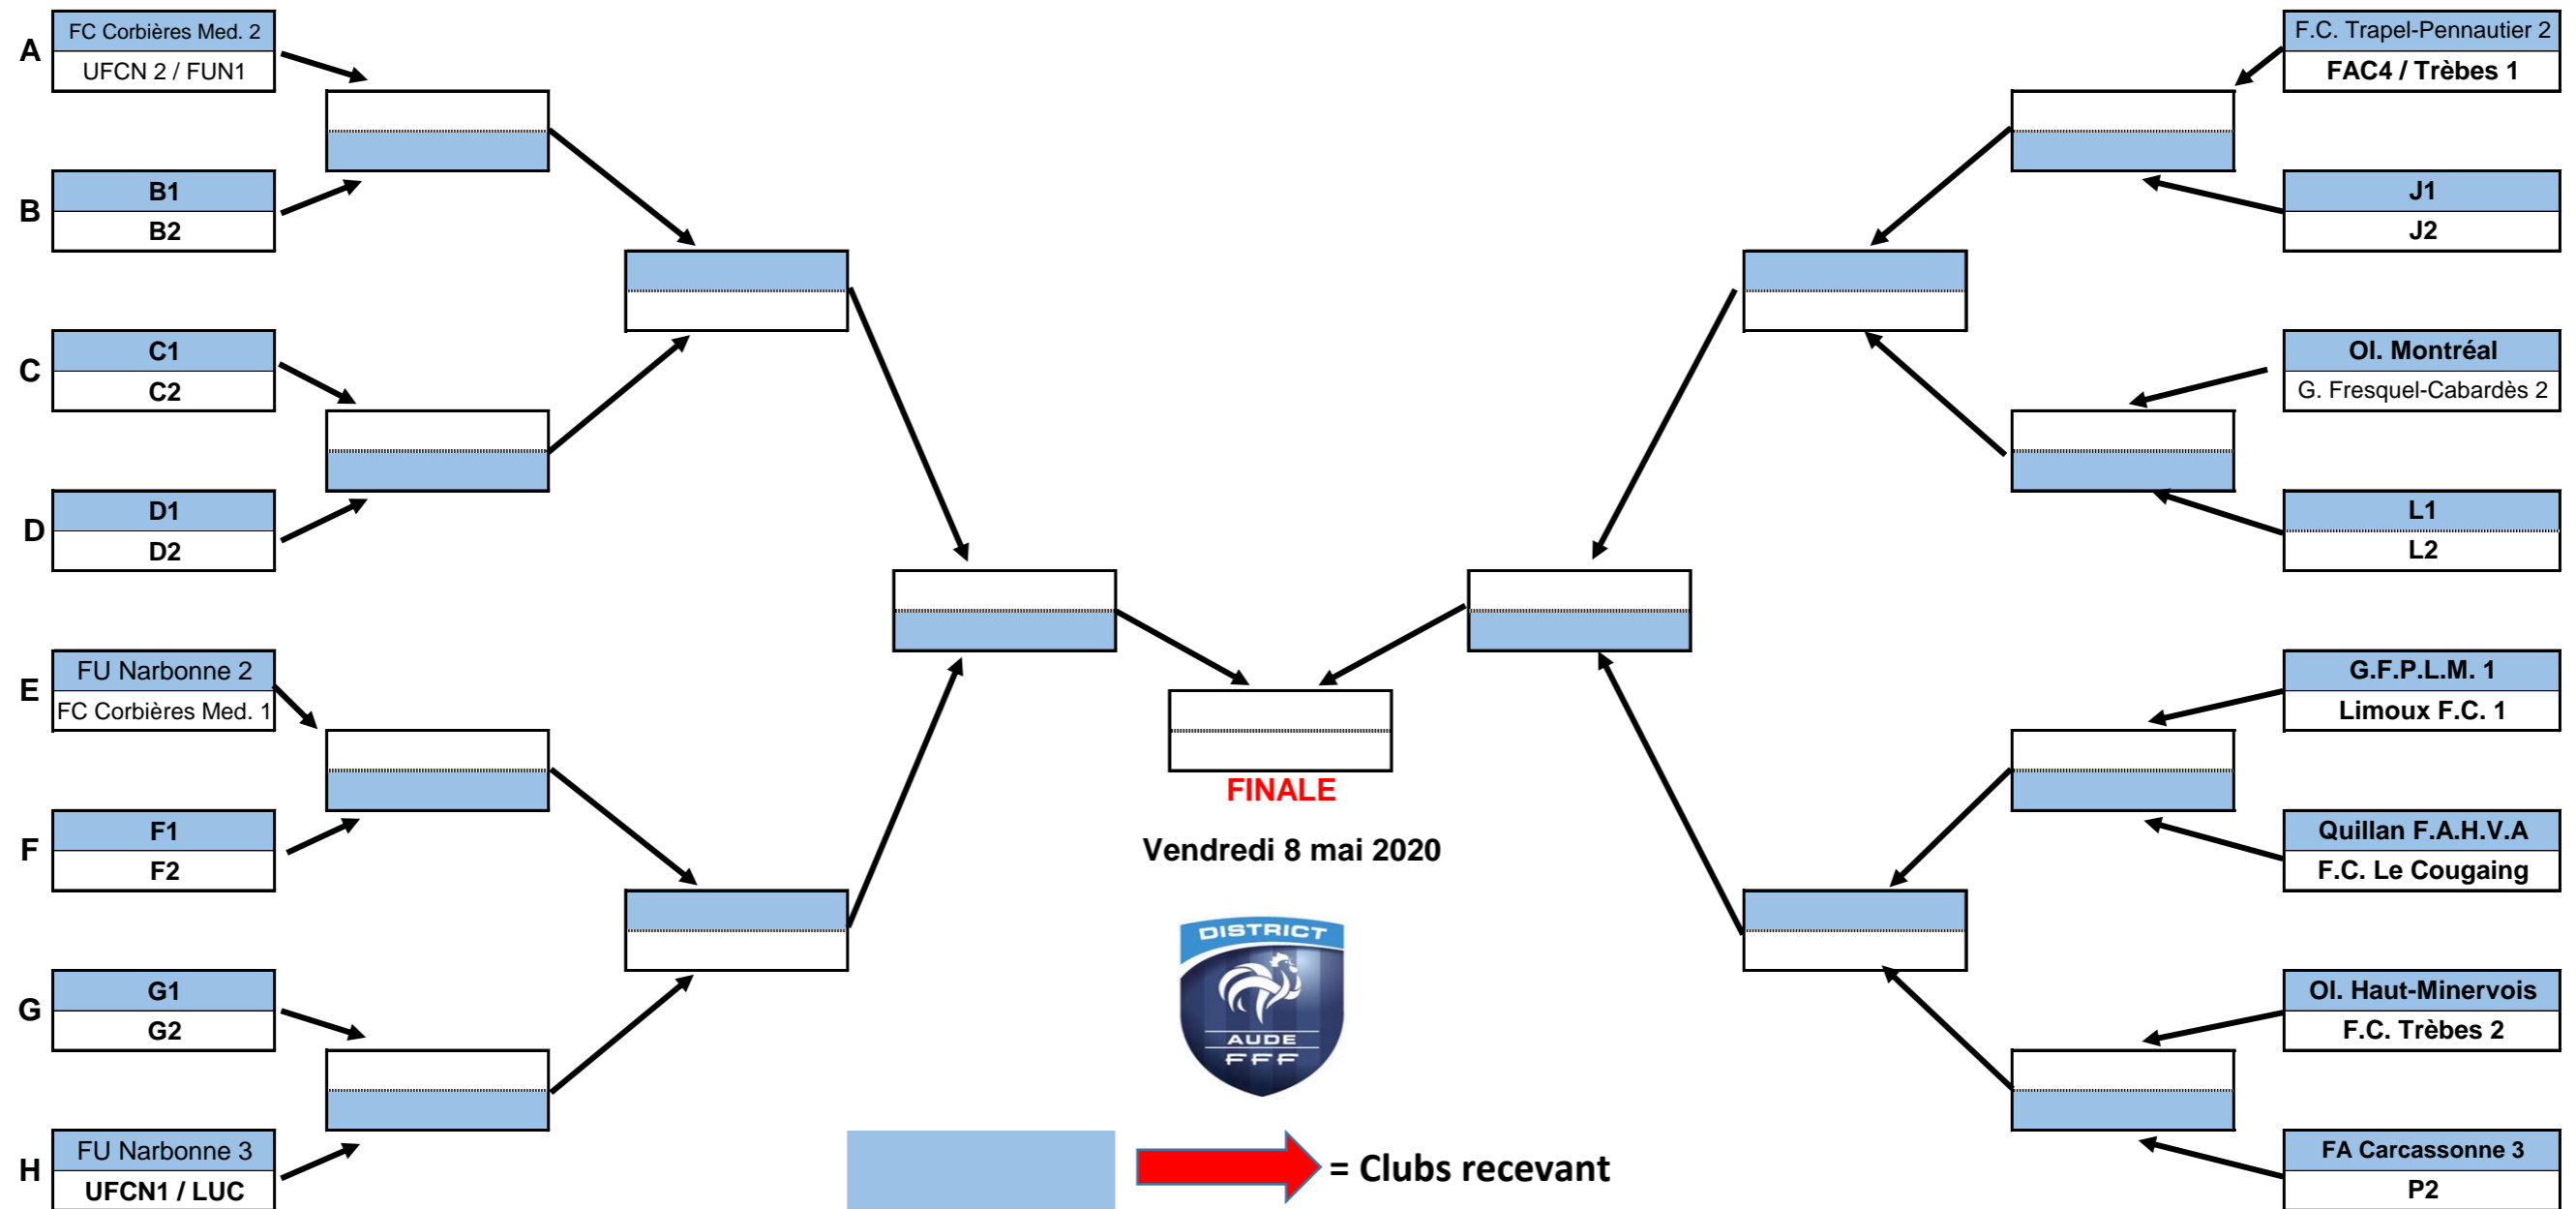 A
FC Corbières Med. 2
UFCN 2 / FUN1
B
B1
B2
C
C1
C2
D
D1
D2
E
FU Narbonne 2
FC Corbières Med. 1
F
F1
F2
G
G1
G2
H
FU Narbonne 3
UFCN1 / LUC
FINALE
Vendredi 8 mai 2020
DISTRICT
AUDE
FFF
= Clubs recevant
F.C. Trapel-Pennautier 2
FAC4 / Trèbes 1
J1
J2
Ol. Montréal
G. Fresquel-Cabardès 2
L1
L2
G.F.P.L.M. 1
Limoux F.C. 1
Quillan F.A.H.V.A
F.C. Le Cougaing
Ol. Haut-Minervois
F.C. Trèbes 2
FA Carcassonne 3
P2